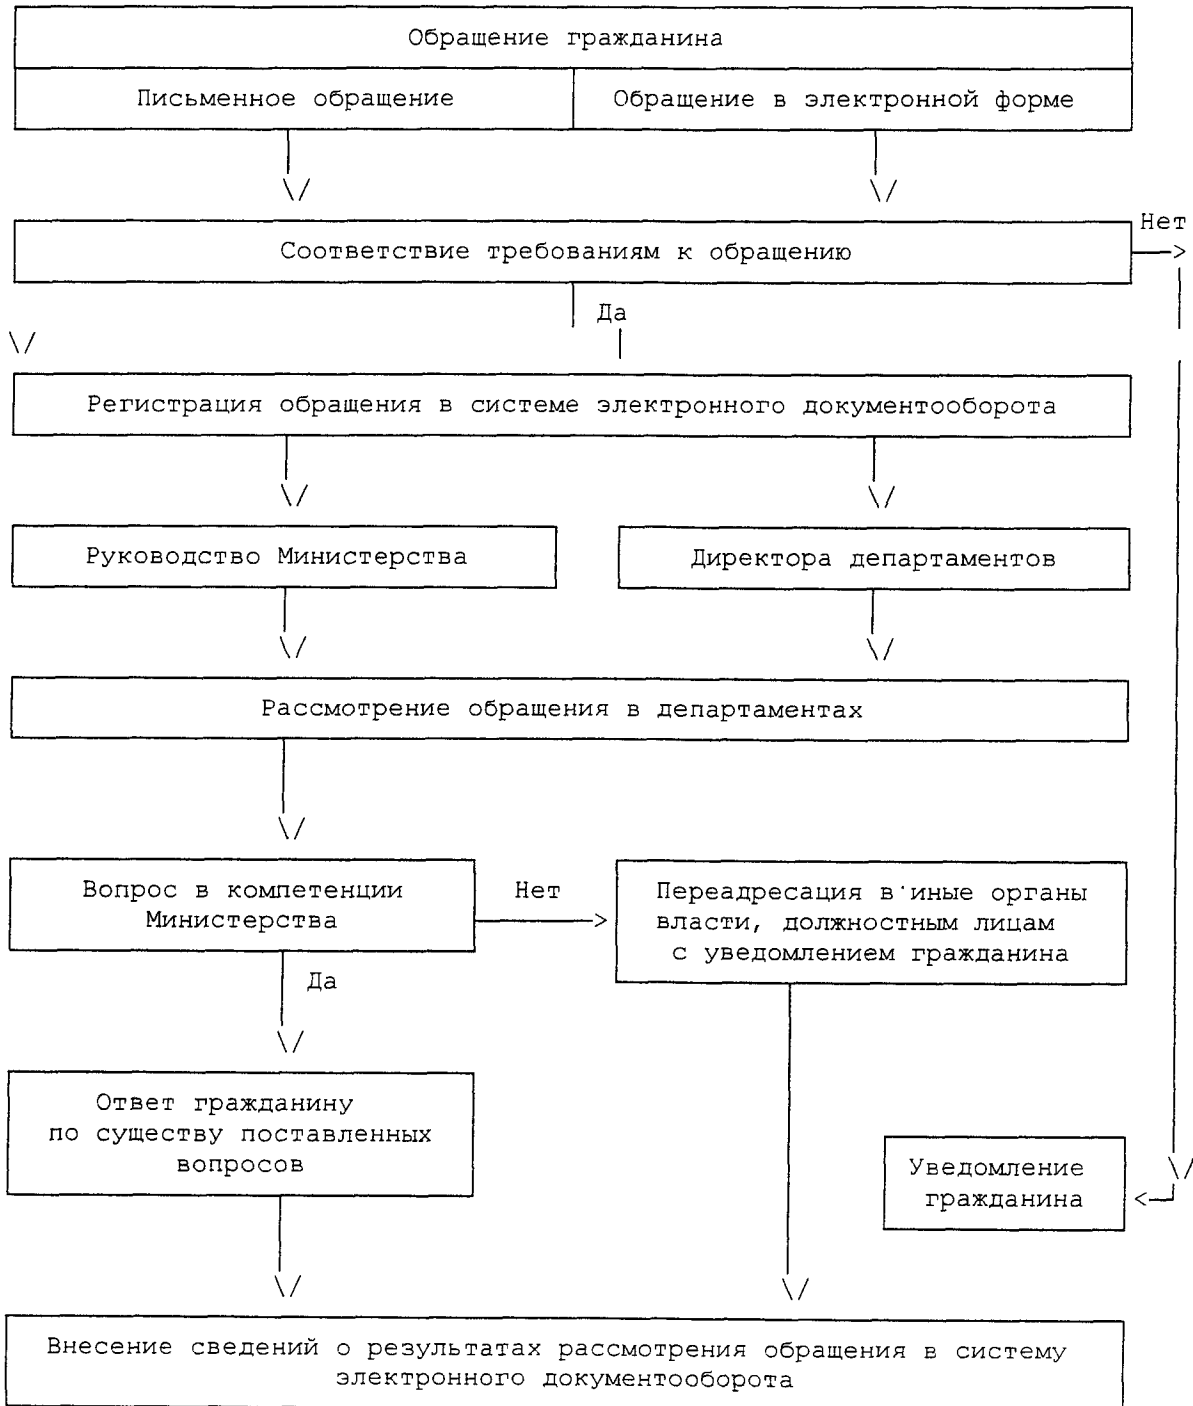 Обращение гражданина
Письменное обращение
Обращение в электронной форме
Нет
Соответствие требованиям к обращению
Да
Регистрация обращения в системе электронного документооборота
Руководство Министерства
Директора департаментов
Рассмотрение обращения в департаментах
Вопрос в компетенции
Министерства
Нет
Переадресация в иные органы
власти, должностным лицам
с уведомлением гражданина
Да
Ответ гражданину
по существу поставленных
вопросов
Уведомление
гражданина
Внесение сведений о результатах рассмотрения обращения в систему
электронного документооборота